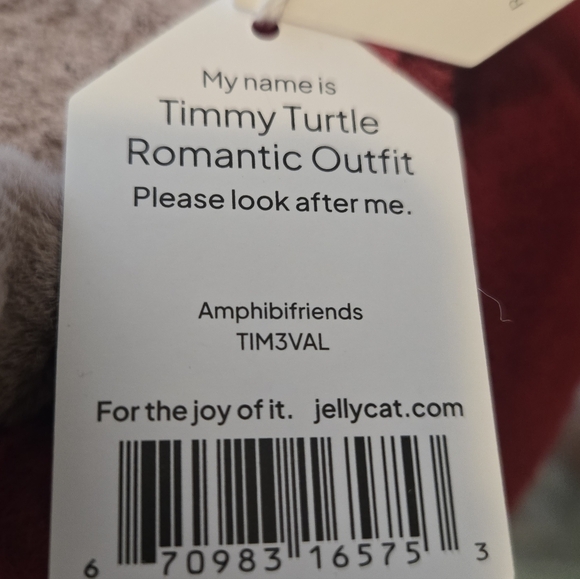 My name is
Timmy Turtle
Romantic Outfit
Please look after me.
Amphibifriends
TIM3VAL
For the joy of it. jellycat.com
6 70983 16575 3